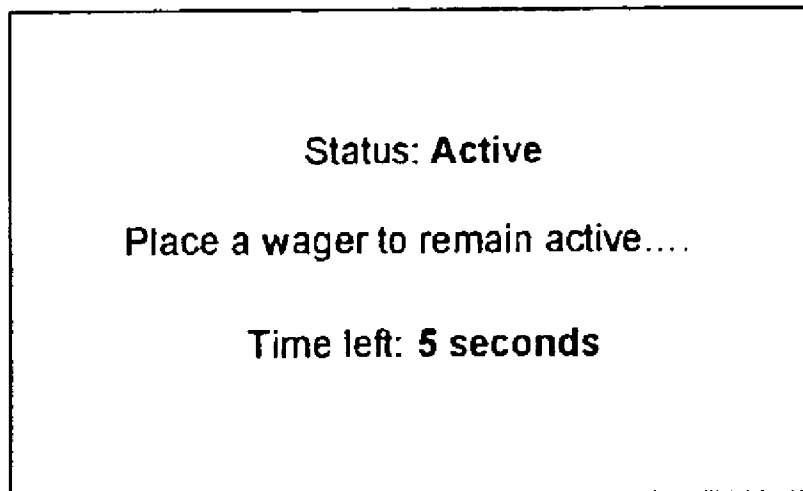 Status: Active
Place a wager to remain active....
Time left: 5 seconds